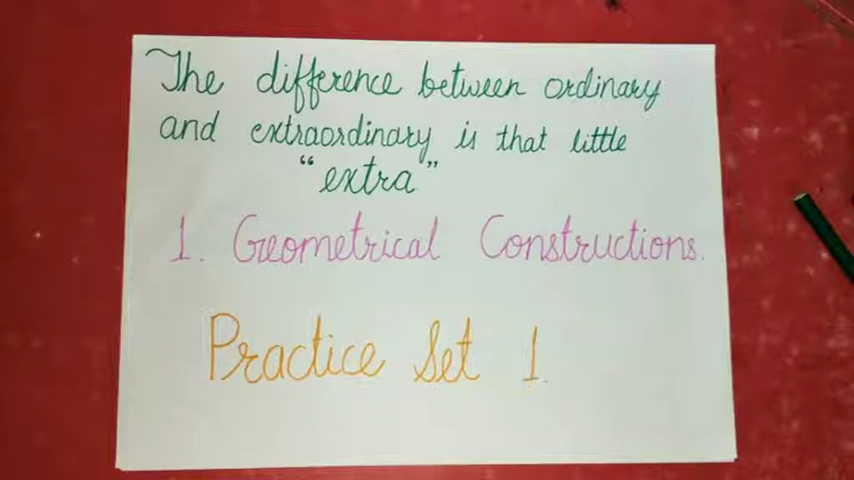 The difference between ordinary
and extraordinary is that little
“extra”
1. Geometrical Constructions.
Practice Set 1.